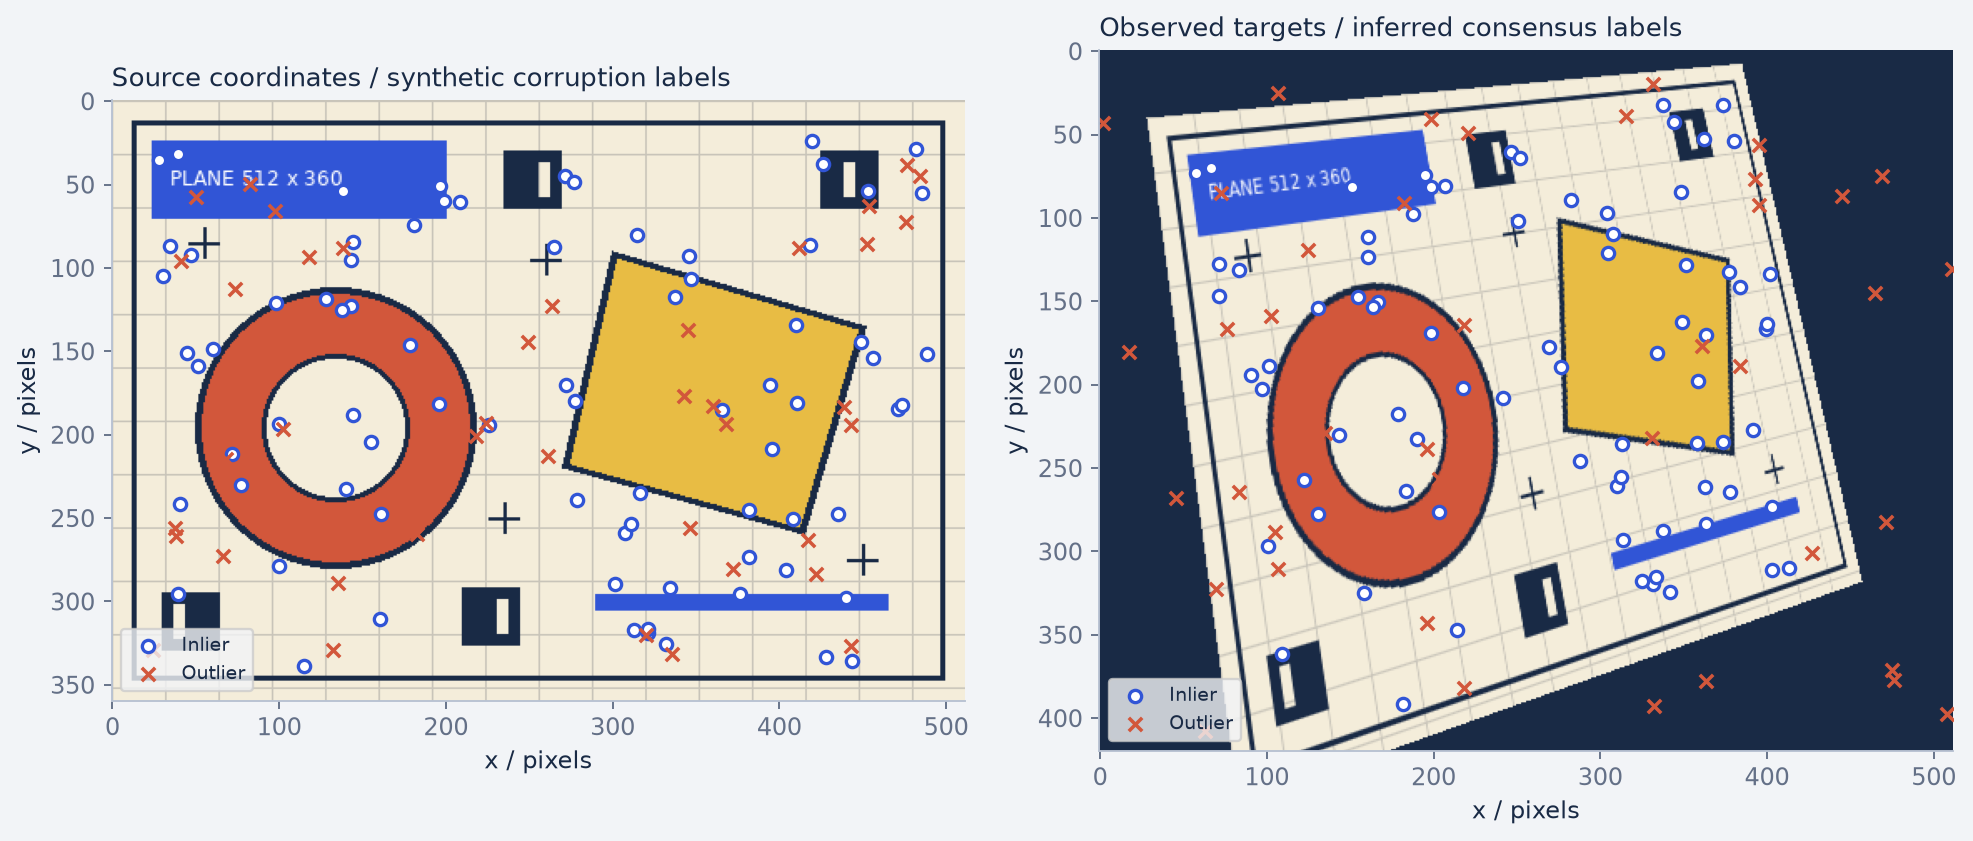 Source coordinates / synthetic corruption labels
0
50
100
150
200
250
300
350
y / pixels
PLANE 512 x 360
Inlier
Outlier
0 100 200 300 400 500
x / pixels
Observed targets / inferred consensus labels
0
50
100
150
200
250
300
350
400
y / pixels
PLANE 512 x 360
Inlier
Outlier
0 100 200 300 400 500
x / pixels